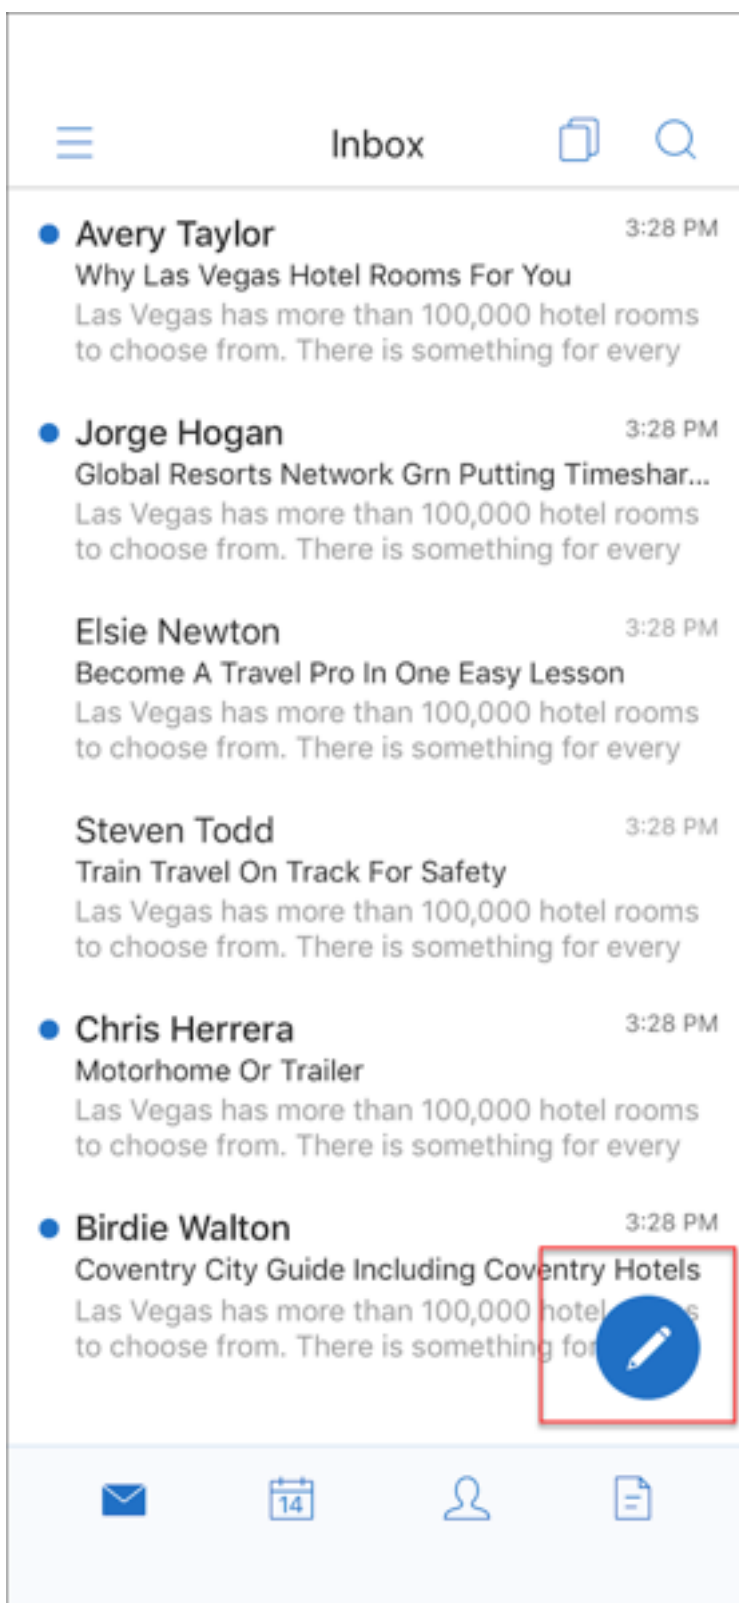 Inbox
Avery Taylor 3:28 PM
Why Las Vegas Hotel Rooms For You
Las Vegas has more than 100,000 hotel rooms
to choose from. There is something for every
Jorge Hogan 3:28 PM
Global Resorts Network Grn Putting Timeshar...
Las Vegas has more than 100,000 hotel rooms
to choose from. There is something for every
Elsie Newton 3:28 PM
Become A Travel Pro In One Easy Lesson
Las Vegas has more than 100,000 hotel rooms
to choose from. There is something for every
Steven Todd 3:28 PM
Train Travel On Track For Safety
Las Vegas has more than 100,000 hotel rooms
to choose from. There is something for every
Chris Herrera 3:28 PM
Motorhome Or Trailer
Las Vegas has more than 100,000 hotel rooms
to choose from. There is something for every
Birdie Walton 3:28 PM
Coventry City Guide Including Coventry Hotels
Las Vegas has more than 100,000 hotel
to choose from. There is something for
14